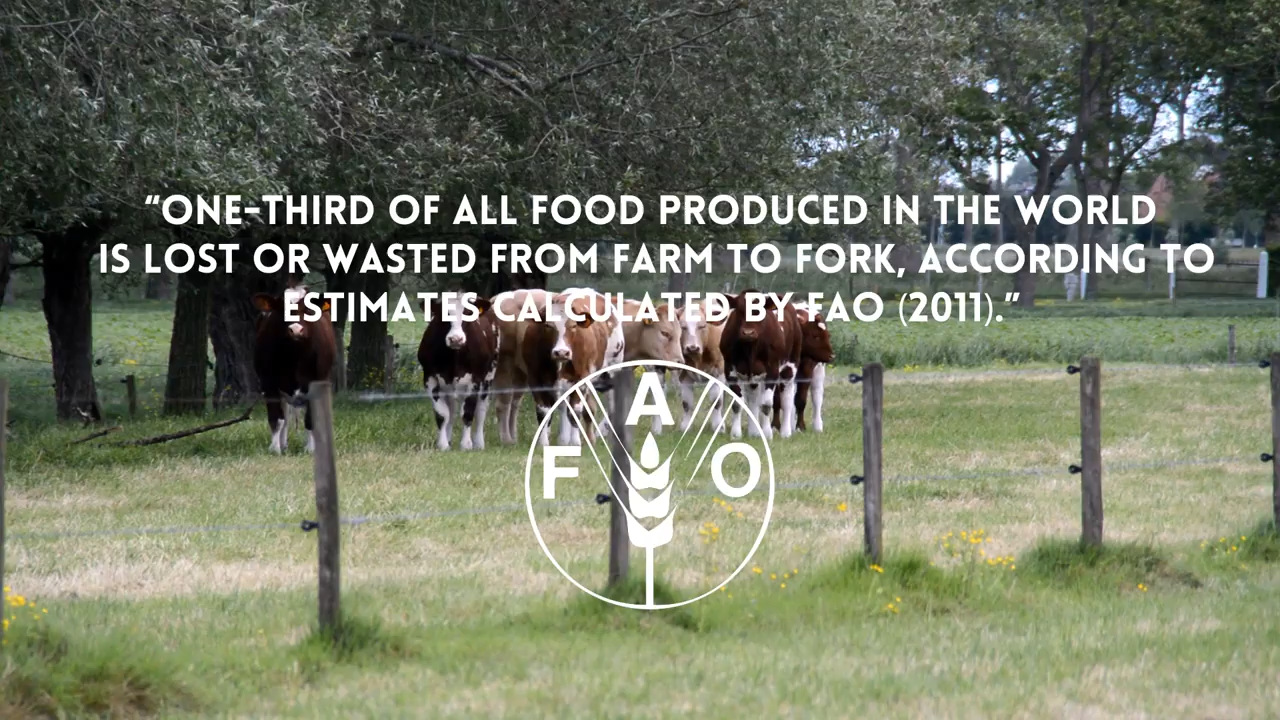 “ONE-THIRD OF ALL FOOD PRODUCED IN THE WORLD
IS LOST OR WASTED FROM FARM TO FORK, ACCORDING TO
ESTIMATES CALCULATED BY FAO (2011).”
F A O